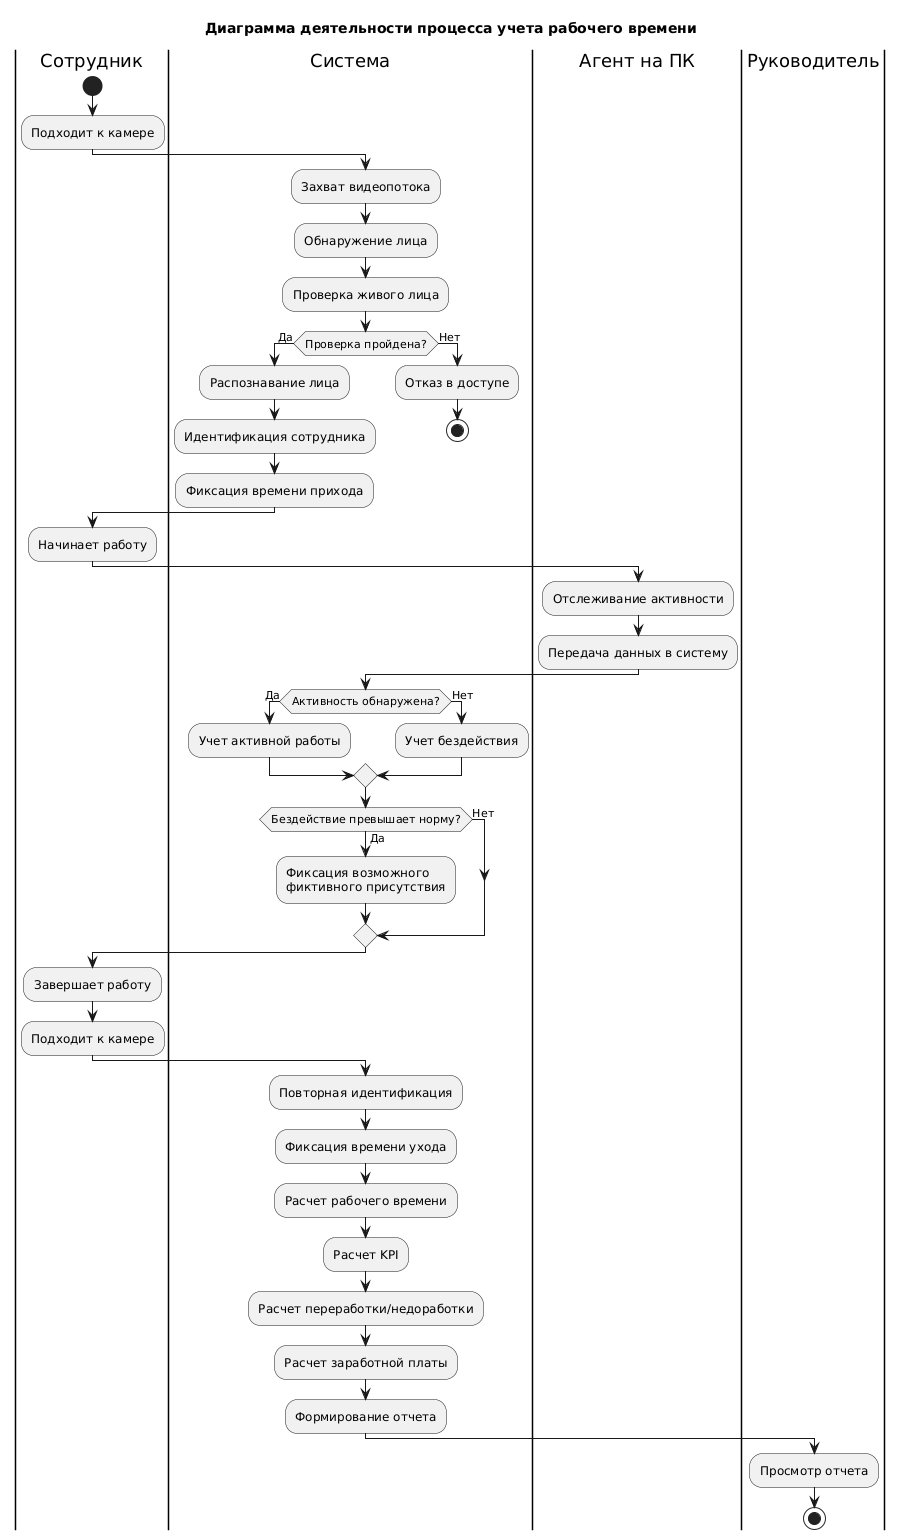 Диаграмма деятельности процесса учета рабочего времени
Сотрудник
Система
Агент на ПК
Руководитель
Подходит к камере
Захват видеопотока
Обнаружение лица
Проверка живого лица
Да
Проверка пройдена?
Нет
Распознавание лица
Отказ в доступе
Идентификация сотрудника
Фиксация времени прихода
Начинает работу
Отслеживание активности
Передача данных в систему
Да
Активность обнаружена?
Нет
Учет активной работы
Учет бездействия
Бездействие превышает норму?
Нет
Да
Фиксация возможного
фиктивного присутствия
Завершает работу
Подходит к камере
Повторная идентификация
Фиксация времени ухода
Расчет рабочего времени
Расчет KPI
Расчет переработки/недоработки
Расчет заработной платы
Формирование отчета
Просмотр отчета